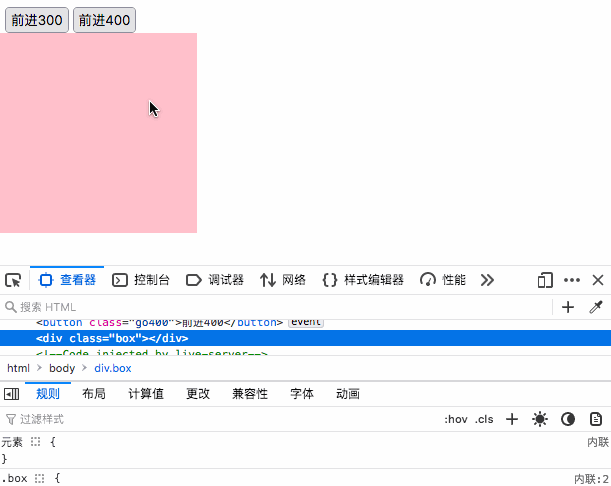 前进300 前进400
查看器 控制台 调试器 网络 样式编辑器 性能
搜索 HTML
<button class="go400">前进400</button> event
<div class="box"></div>
<!--Code injected by live-server-->
html > body > div.box
规则 布局 计算值 更改 兼容性 字体 动画
过滤样式 :hov .cls
元素 { 内联
}
.box { 内联:2